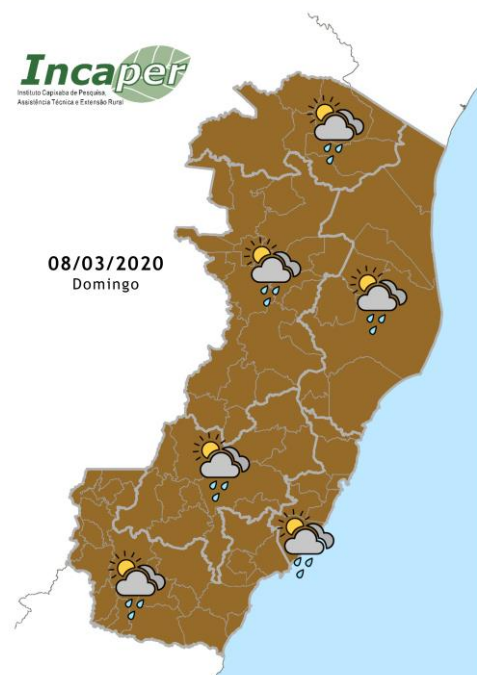 Incaper
Instituto Capixaba de Pesquisa,
Assistência Técnica e Extensão Rural
08/03/2020
Domingo